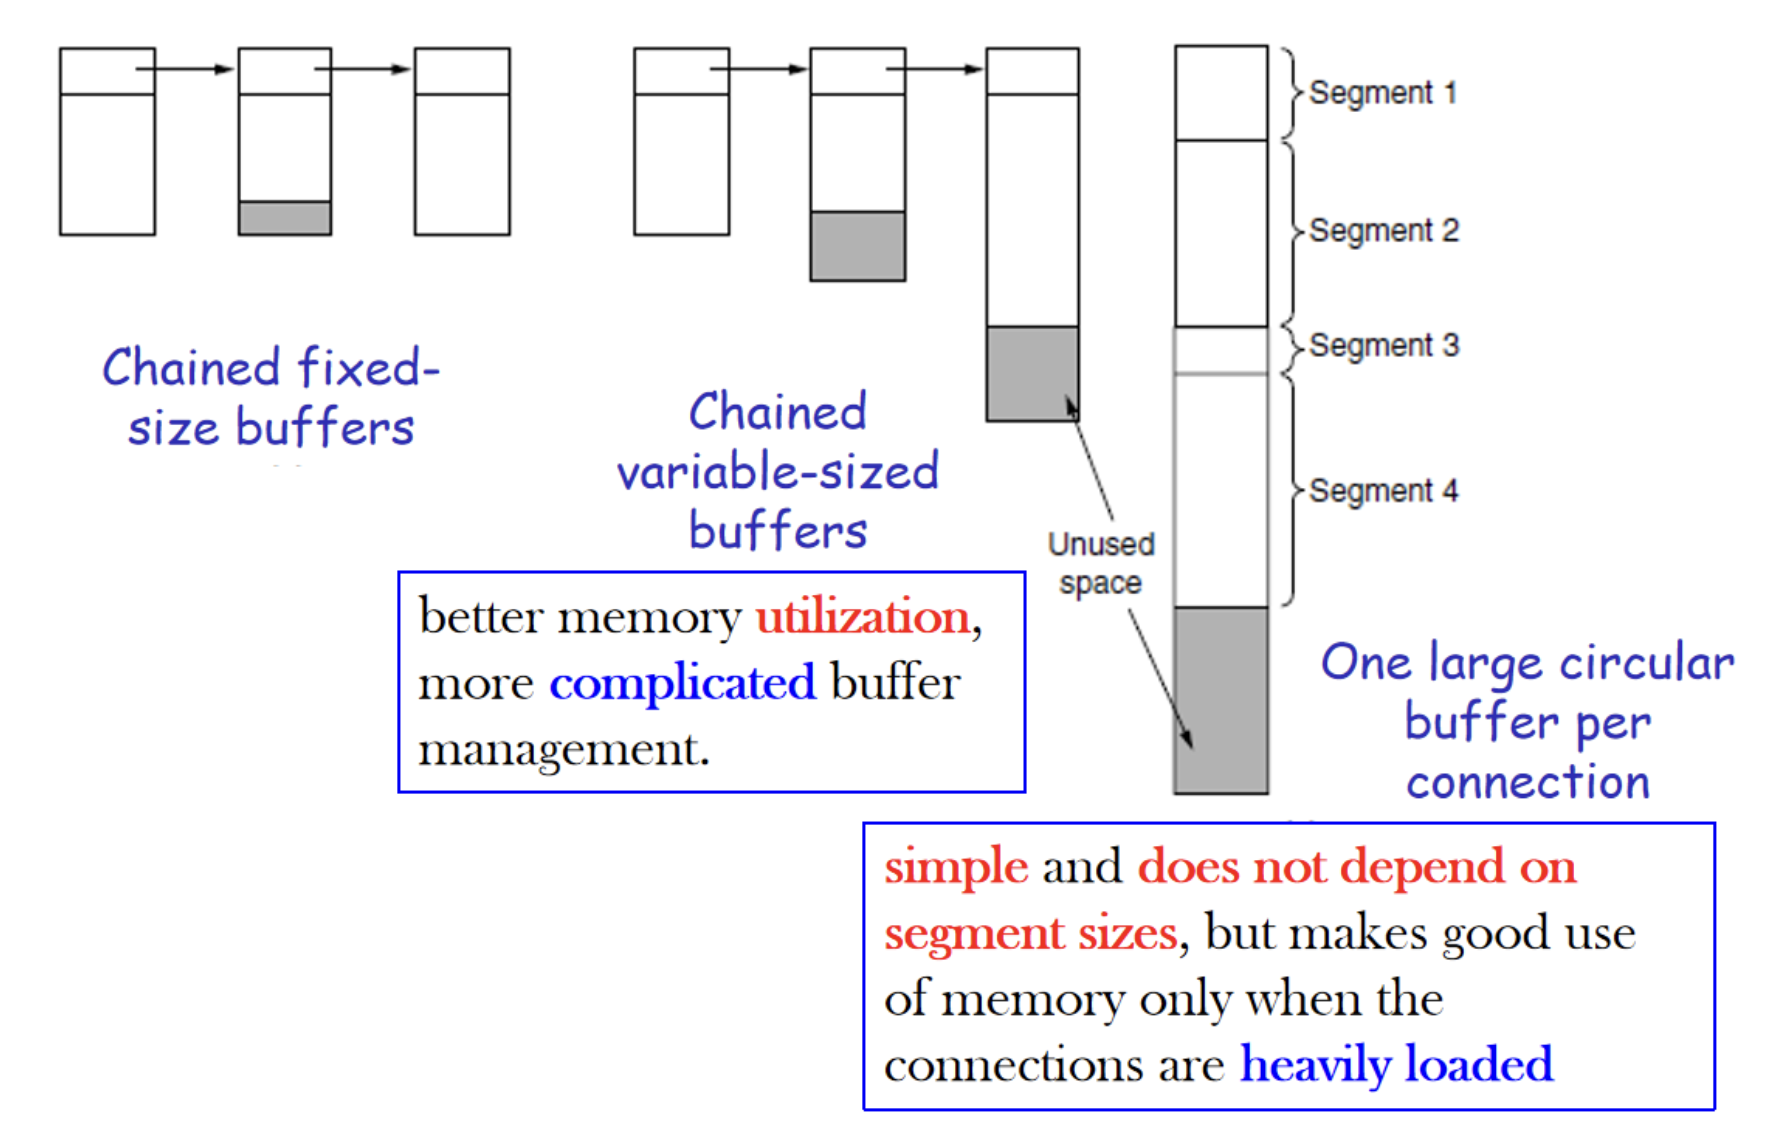 Segment 1
Segment 2
Segment 3
Segment 4
Chained fixed-
size buffers
Chained
variable-sized
buffers
Unused
space
better memory utilization,
more complicated buffer
management.
One large circular
buffer per
connection
simple and does not depend on
segment sizes, but makes good use
of memory only when the
connections are heavily loaded